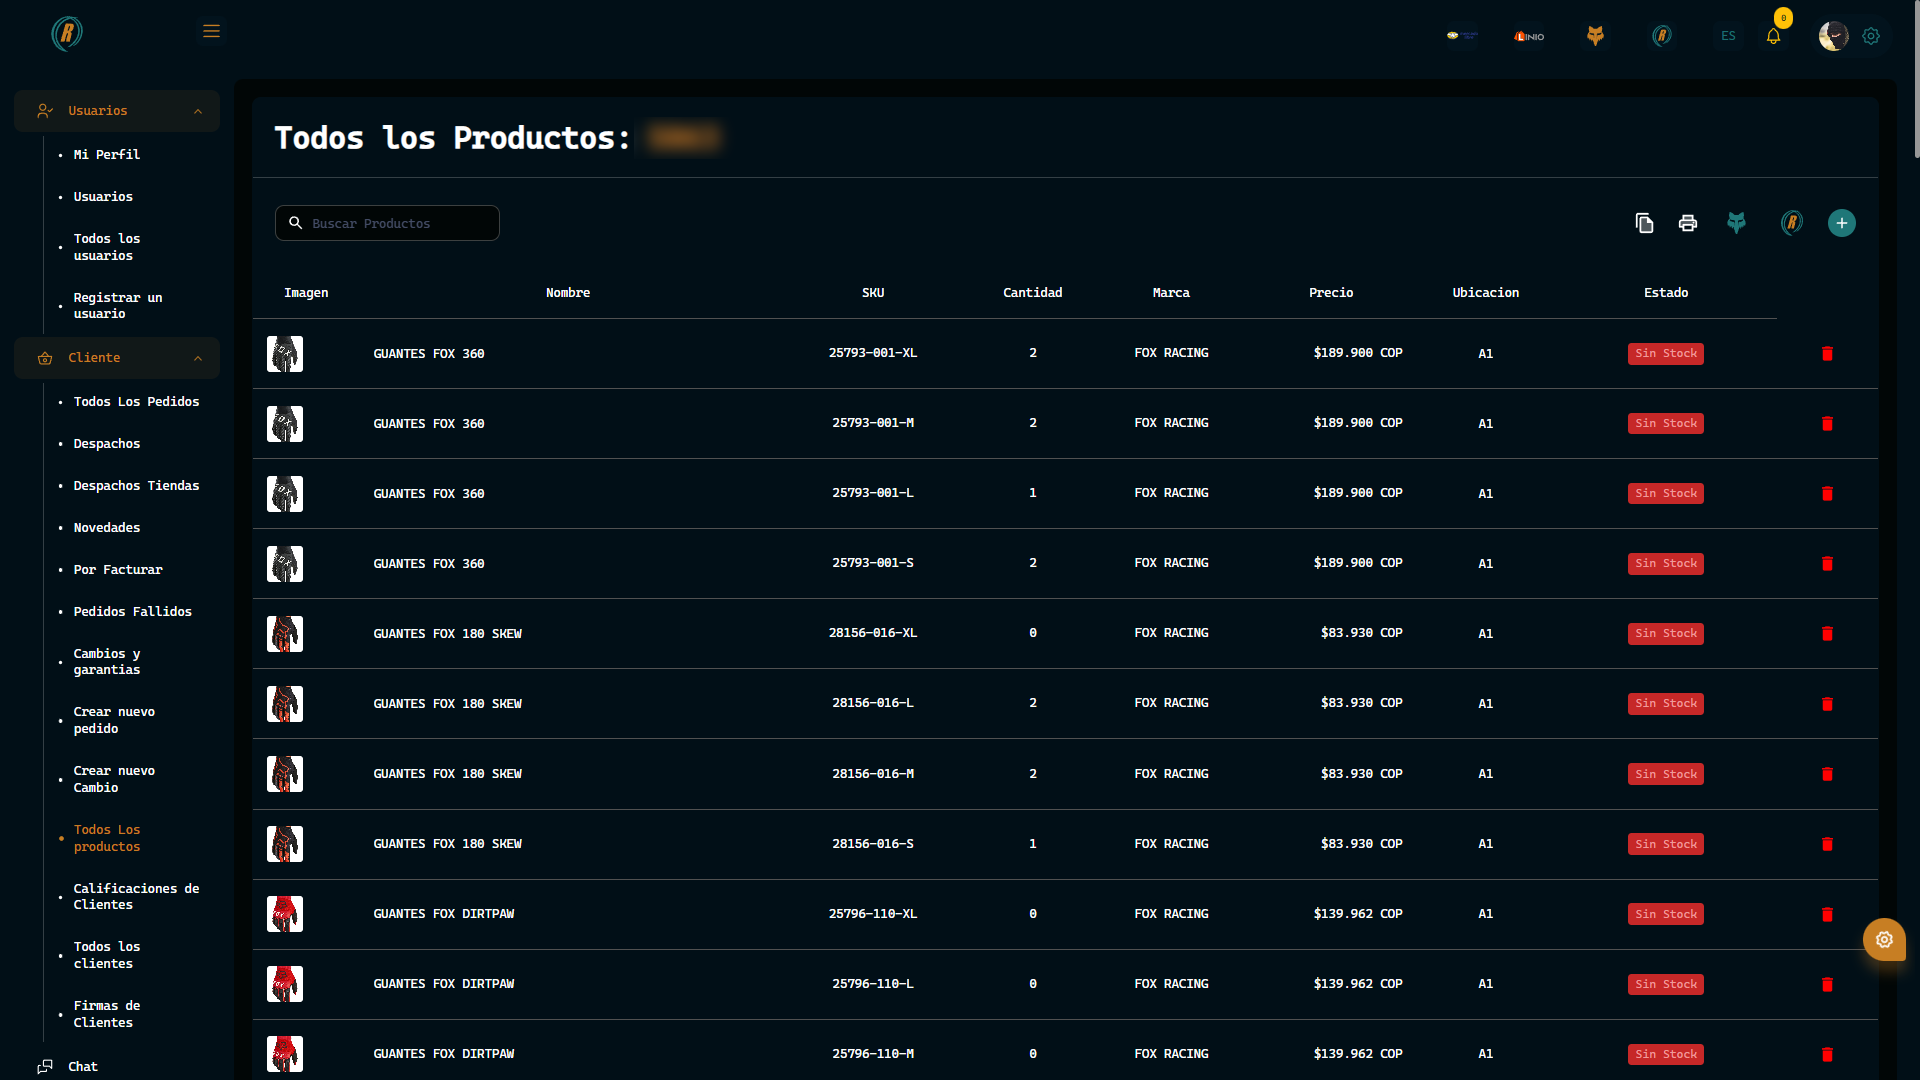 R
LINIO
R
ES
0
Usuarios
Mi Perfil
Usuarios
Todos los
usuarios
Registrar un
usuario
Cliente
Todos Los Pedidos
Despachos
Despachos Tiendas
Novedades
Por Facturar
Pedidos Fallidos
Cambios y
garantias
Crear nuevo
pedido
Crear nuevo
Cambio
Todos Los
productos
Calificaciones de
Clientes
Todos los
clientes
Firmas de
Clientes
Chat
Todos los Productos:
Buscar Productos
R
Imagen Nombre SKU Cantidad Marca Precio Ubicacion Estado
GUANTES FOX 360 25793-001-XL 2 FOX RACING $189.900 COP A1 Sin Stock
GUANTES FOX 360 25793-001-M 2 FOX RACING $189.900 COP A1 Sin Stock
GUANTES FOX 360 25793-001-L 1 FOX RACING $189.900 COP A1 Sin Stock
GUANTES FOX 360 25793-001-S 2 FOX RACING $189.900 COP A1 Sin Stock
GUANTES FOX 180 SKEW 28156-016-XL 0 FOX RACING $83.930 COP A1 Sin Stock
GUANTES FOX 180 SKEW 28156-016-L 2 FOX RACING $83.930 COP A1 Sin Stock
GUANTES FOX 180 SKEW 28156-016-M 2 FOX RACING $83.930 COP A1 Sin Stock
GUANTES FOX 180 SKEW 28156-016-S 1 FOX RACING $83.930 COP A1 Sin Stock
GUANTES FOX DIRTPAW 25796-110-XL 0 FOX RACING $139.962 COP A1 Sin Stock
GUANTES FOX DIRTPAW 25796-110-L 0 FOX RACING $139.962 COP A1 Sin Stock
GUANTES FOX DIRTPAW 25796-110-M 0 FOX RACING $139.962 COP A1 Sin Stock